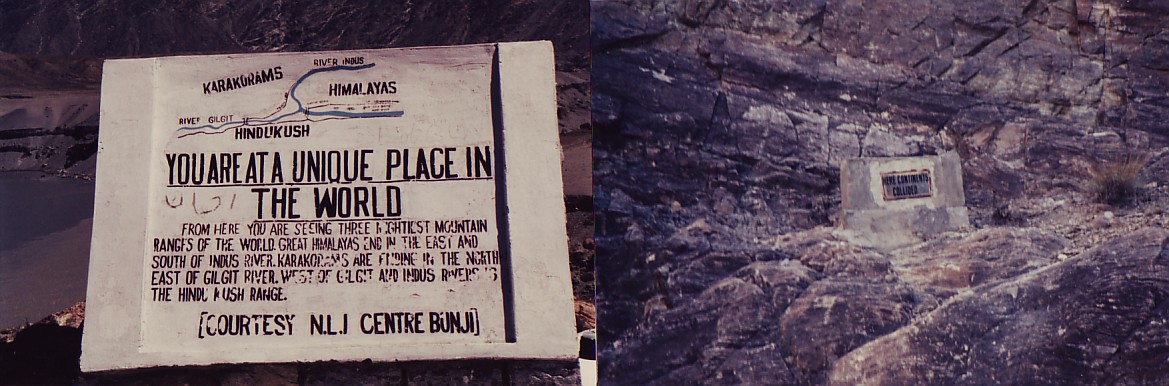 RIVER INDUS
KARAKORAMS
HIMALAYAS
RIVER GILGIT
HINDUKUSH
YOU ARE AT A UNIQUE PLACE IN
THE WORLD
FROM HERE YOU ARE SEEING THREE MIGHTIEST MOUNTAIN
RANGES OF THE WORLD. GREAT HIMALAYAS END IN THE EAST AND
SOUTH OF INDUS RIVER. KARAKORAMS ARE ENDING IN THE NORTH
EAST OF GILGIT RIVER. WEST OF GILGIT AND INDUS RIVERS IS
THE HINDU KUSH RANGE.
[COURTESY N.L.I CENTRE BUNJI]
HERE CONTINENTS
COLLIDED